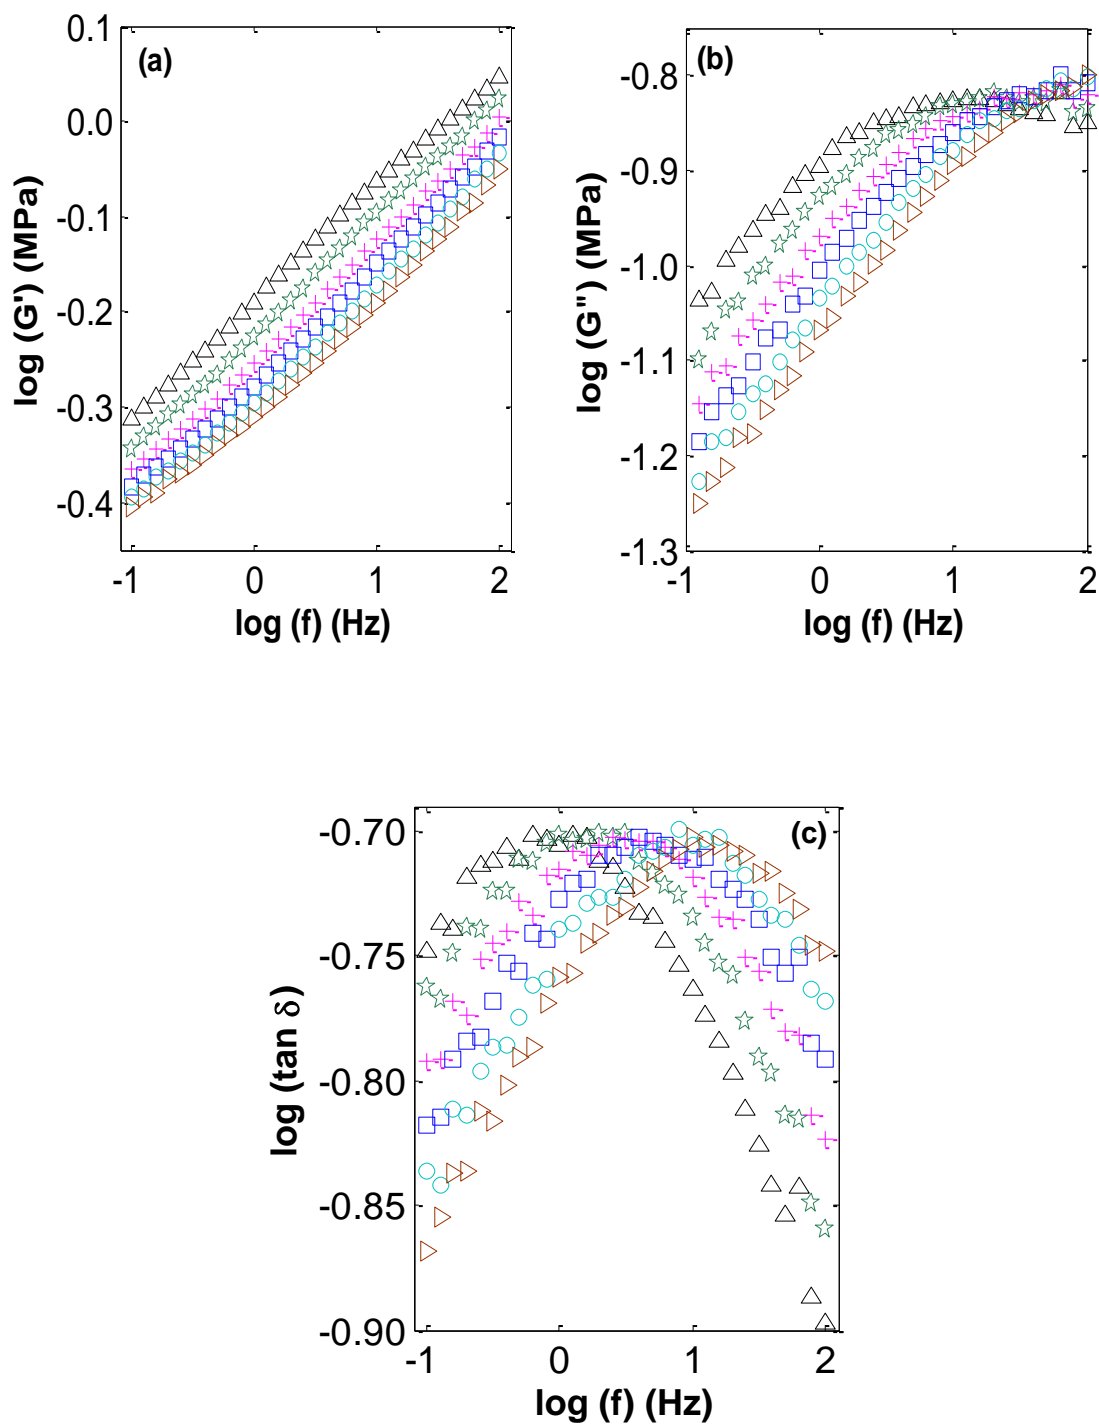 (a)
0.1
0.0
-0.1
-0.2
-0.3
-0.4
log (G') (MPa)
-1 0 1 2
log (f) (Hz)
(b)
-0.8
-0.9
-1.0
-1.1
-1.2
-1.3
log (G") (MPa)
-1 0 1 2
log (f) (Hz)
(c)
-0.70
-0.75
-0.80
-0.85
-0.90
log (tan δ)
-1 0 1 2
log (f) (Hz)